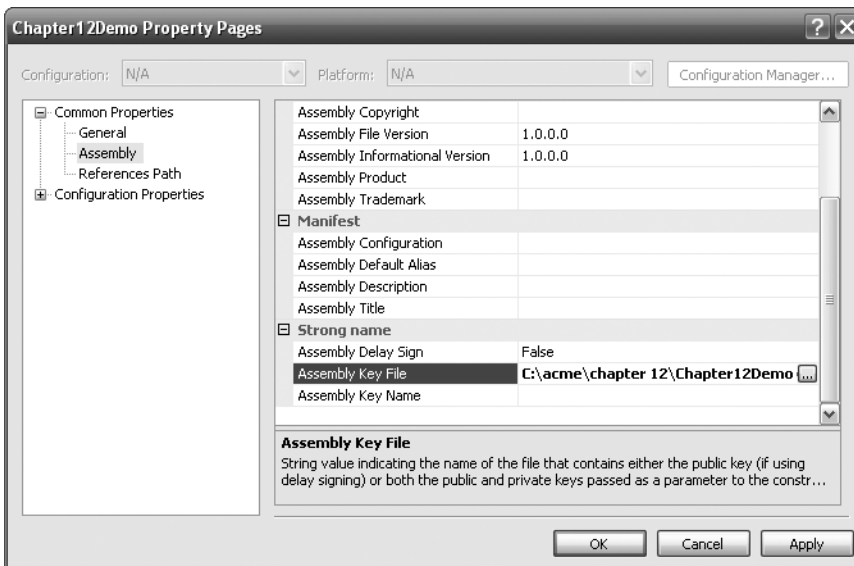 Chapter12Demo Property Pages
Configuration: N/A Platform: N/A Configuration Manager...
Common Properties
General
Assembly
References Path
Configuration Properties
Assembly Copyright
Assembly File Version 1.0.0.0
Assembly Informational Version 1.0.0.0
Assembly Product
Assembly Trademark
Manifest
Assembly Configuration
Assembly Default Alias
Assembly Description
Assembly Title
Strong name
Assembly Delay Sign False
Assembly Key File C:\acme\chapter 12\Chapter12Demo ...
Assembly Key Name
Assembly Key File
String value indicating the name of the file that contains either the public key (if using
delay signing) or both the public and private keys passed as a parameter to the constr...
OK Cancel Apply